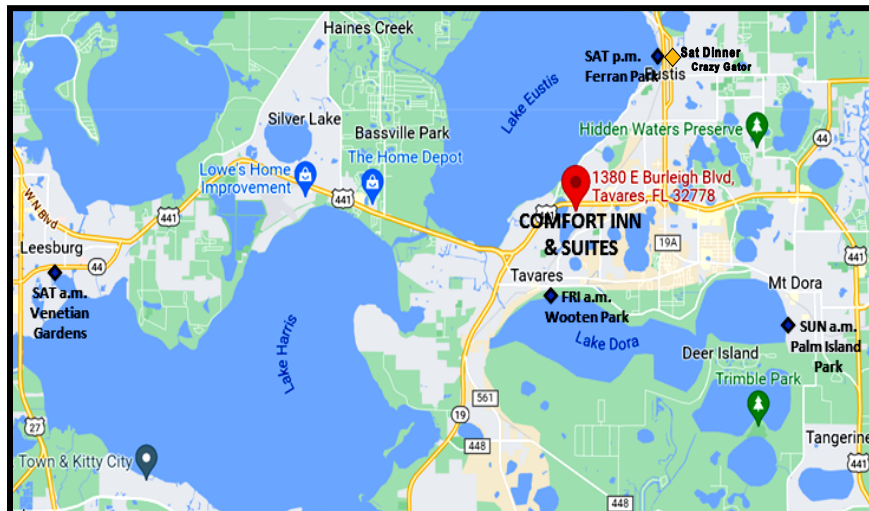 Haines Creek
Lake Eustis
SAT p.m.
Ferran Park
Sat Dinner
Crazy Gator
Eustis
Silver Lake
Bassville Park
Hidden Waters Preserve
44
The Home Depot
Lowe's Home
Improvement
441
1380 E Burleigh Blvd,
Tavares, FL 32778
W N Blvd
441
441
441
COMFORT INN
& SUITES
19A
Leesburg
44
441
SAT a.m.
Venetian
Gardens
Tavares
Mt Dora
FRI a.m.
Wooten Park
SUN a.m.
Palm Island
Park
Lake Harris
Lake Dora
Deer Island
Trimble Park
561
19
27
448
Tangerine
Town & Kitty City
441
448